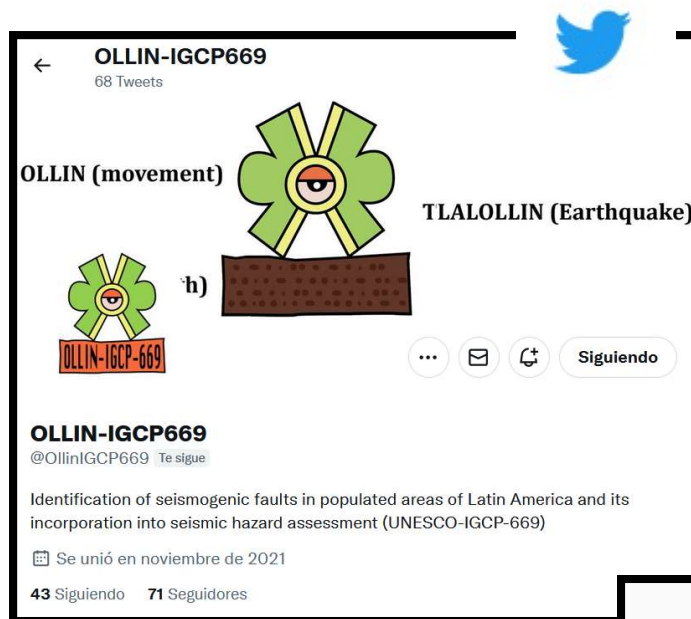 OLLIN-IGCP669
68 Tweets
OLLIN (movement)
TLALOLLIN (Earthquake)
h)
OLLIN-IGCP-669
Siguiendo
OLLIN-IGCP669
@OllinIGCP669 Te sigue
Identification of seismogenic faults in populated areas of Latin America and its
incorporation into seismic hazard assessment (UNESCO-IGCP-669)
Se unió en noviembre de 2021
43 Siguiendo 71 Seguidores